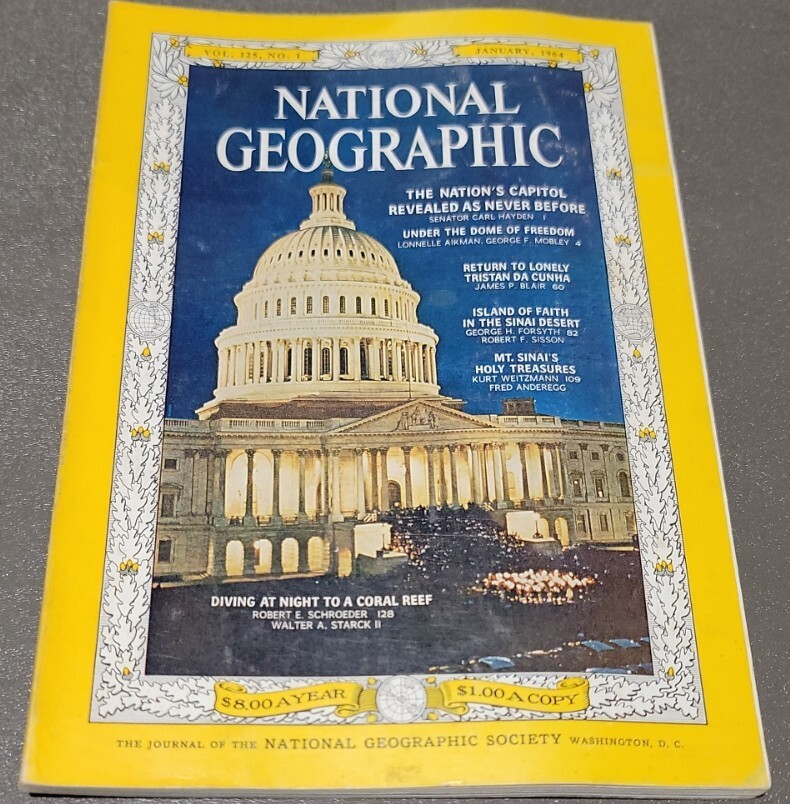 VOL. 125, NO. 1
JANUARY, 1964
NATIONAL
GEOGRAPHIC
THE NATION'S CAPITOL
REVEALED AS NEVER BEFORE
SENATOR CARL HAYDEN 1
UNDER THE DOME OF FREEDOM
LONNELLE AIKMAN, GEORGE F. MOBLEY 4
RETURN TO LONELY
TRISTAN DA CUNHA
JAMES P. BLAIR 60
ISLAND OF FAITH
IN THE SINAI DESERT
GEORGE H. FORSYTH 82
ROBERT F. SISSON
MT. SINAI'S
HOLY TREASURES
KURT WEITZMANN 109
FRED ANDEREGG
DIVING AT NIGHT TO A CORAL REEF
ROBERT E. SCHROEDER 128
WALTER A. STARCK II
$8.00 A YEAR
$1.00 A COPY
THE JOURNAL OF THE NATIONAL GEOGRAPHIC SOCIETY WASHINGTON, D. C.